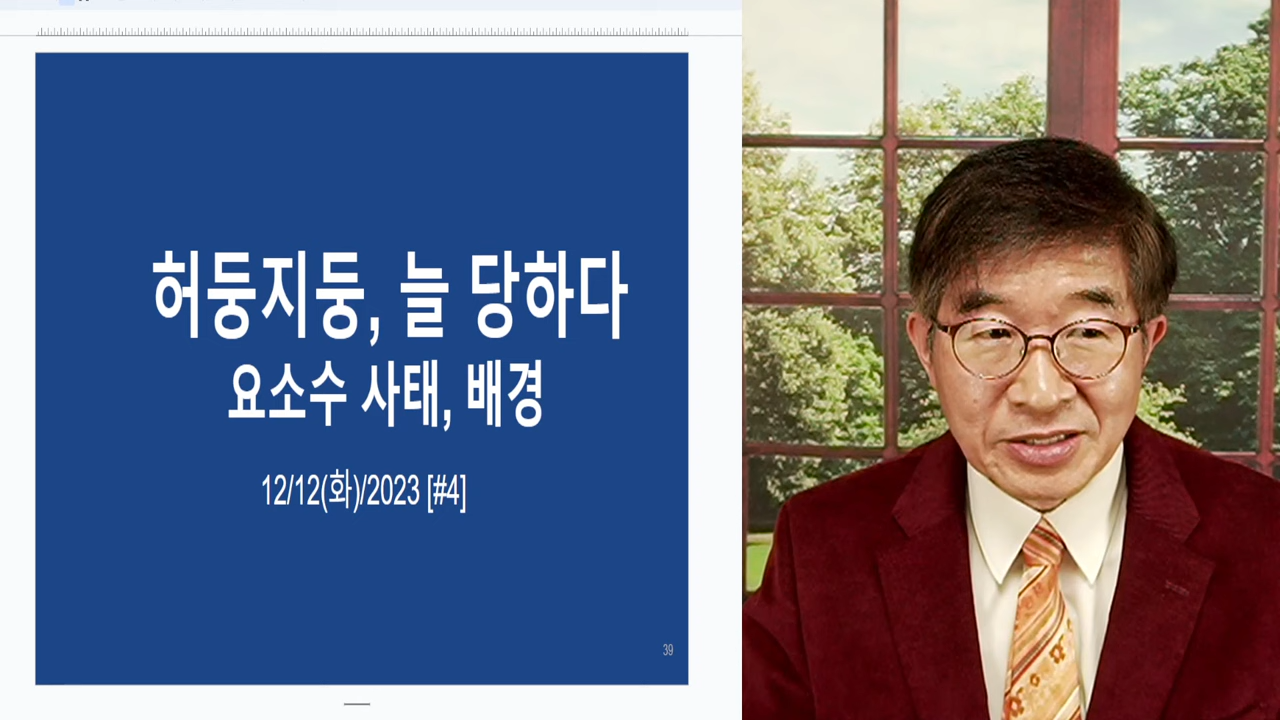 허둥지둥, 늘 당하다
요소수 사태, 배경
12/12(화)/2023 [#4]
39